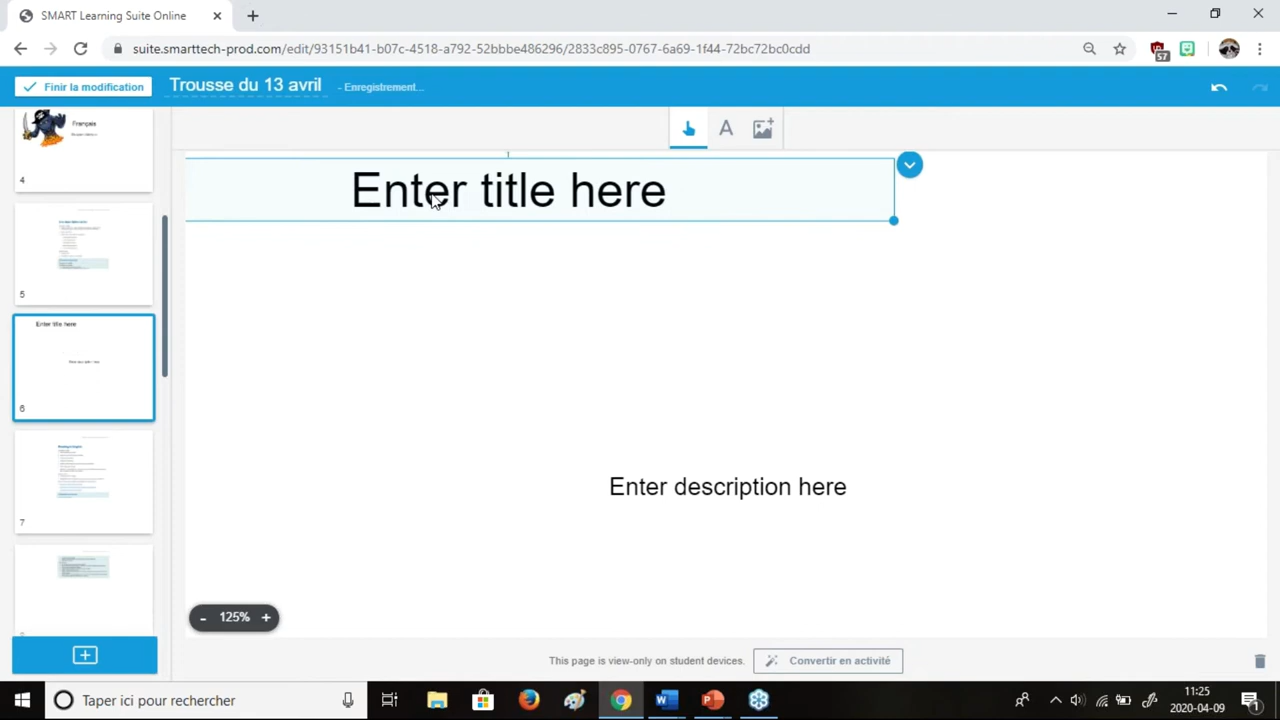 SMART Learning Suite Online
suite.smarttech-prod.com/edit/93151b41-b07c-4518-a792-52bbbe486296/2833c895-0767-6a69-1f44-72bc72bc0cdd
57
Finir la modification
Trousse du 13 avril
- Enregistrement...
A
Français
4
5
Enter title here
6
7
Enter title here
Enter description here
- 125% +
This page is view-only on student devices.
Convertir en activité
Taper ici pour rechercher
11:25
2020-04-09
1